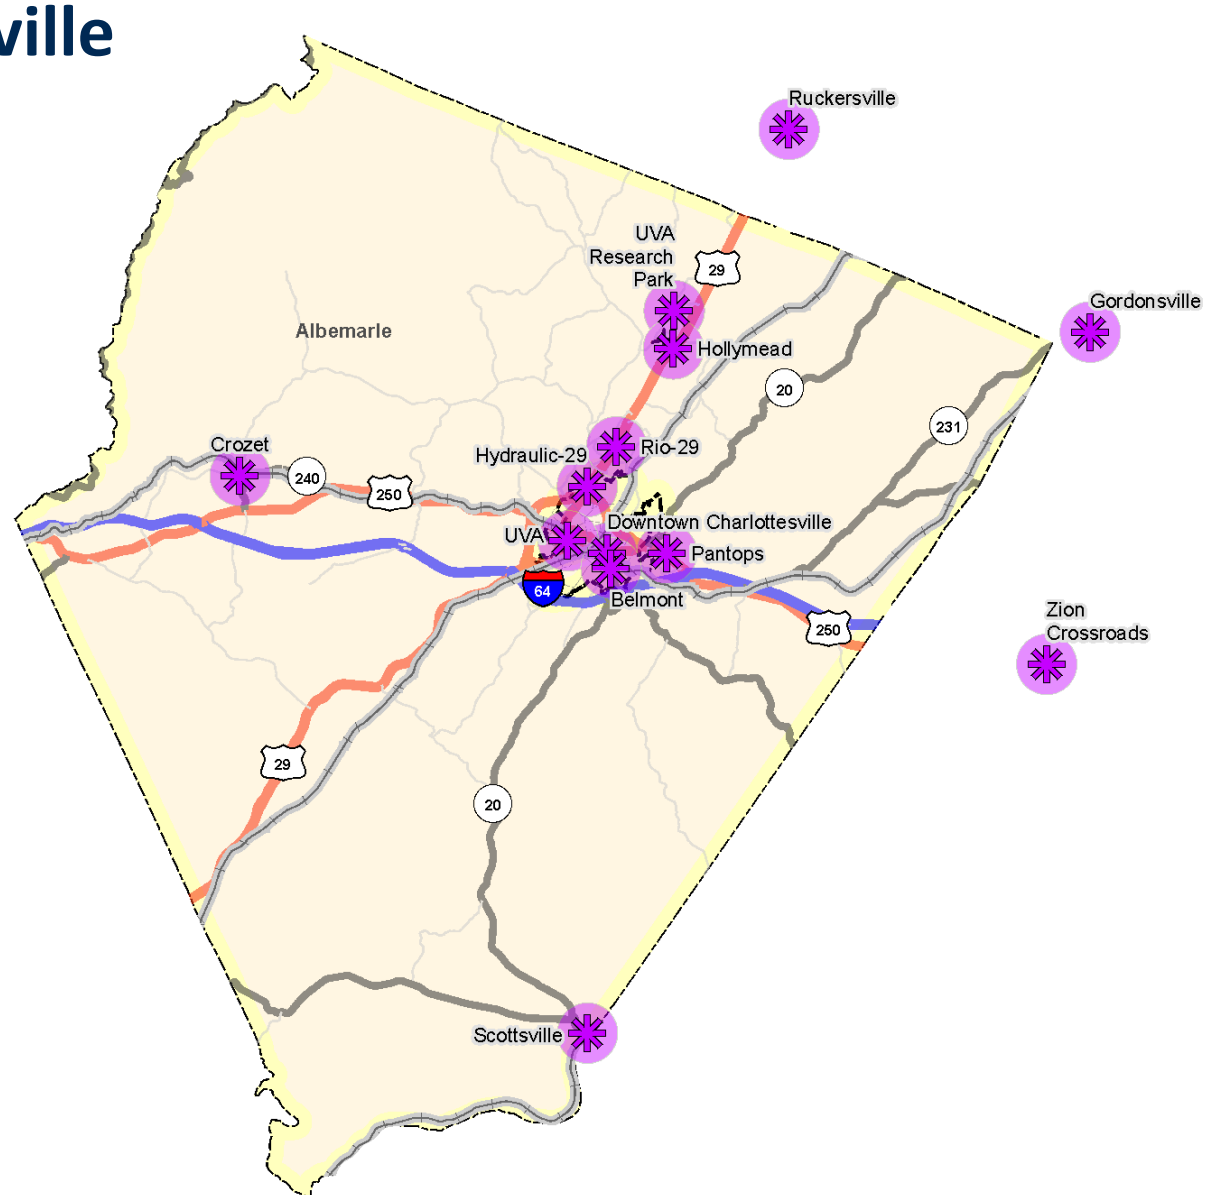 ville
Ruckersville
UVA
Research
Park
29
Gordonsville
Albemarle
Hollymead
20
231
Crozet
Hydraulic-29
Rio-29
240
250
Downtown Charlottesville
UVA
Pantops
64
Belmont
Zion
Crossroads
250
29
20
Scottsville